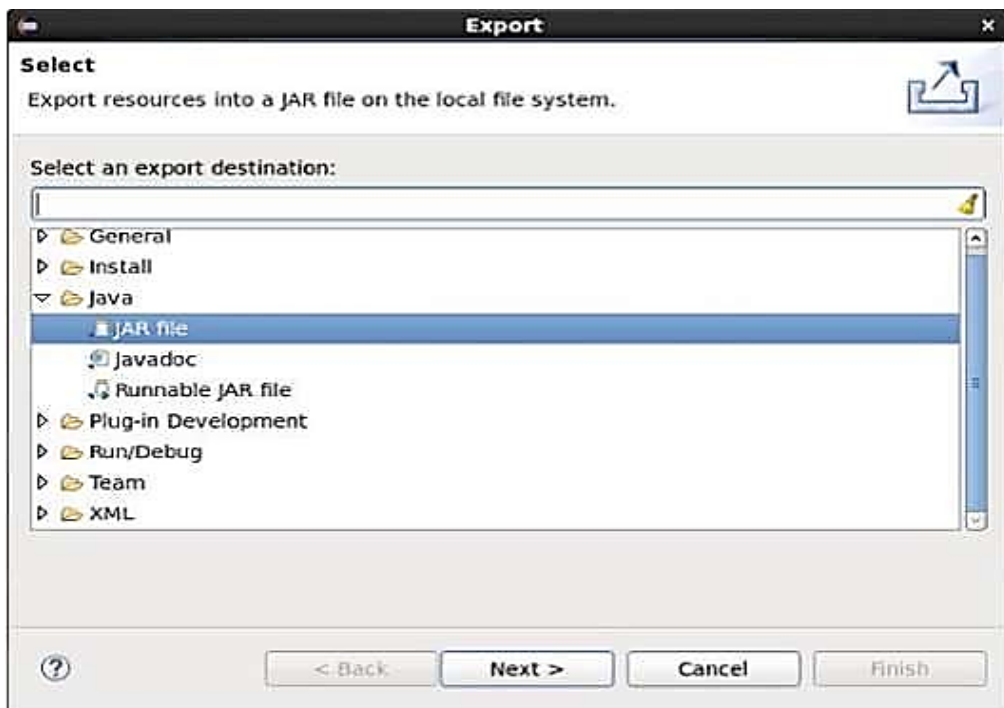 Export
Select
Export resources into a JAR file on the local file system.
Select an export destination:
General
Install
Java
JAR file
Javadoc
Runnable JAR file
Plug-in Development
Run/Debug
Team
XML
< Back
Next >
Cancel
Finish